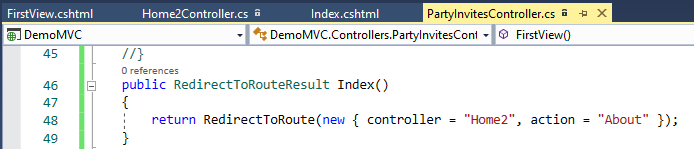 FirstView.cshtml Home2Controller.cs Index.cshtml PartyInvitesController.cs
DemoMVC DemoMVC.Controllers.PartyInvitesCont FirstView()
45 //}
0 references
46 public RedirectToRouteResult Index()
47 {
48 return RedirectToRoute(new { controller = "Home2", action = "About" });
49 }